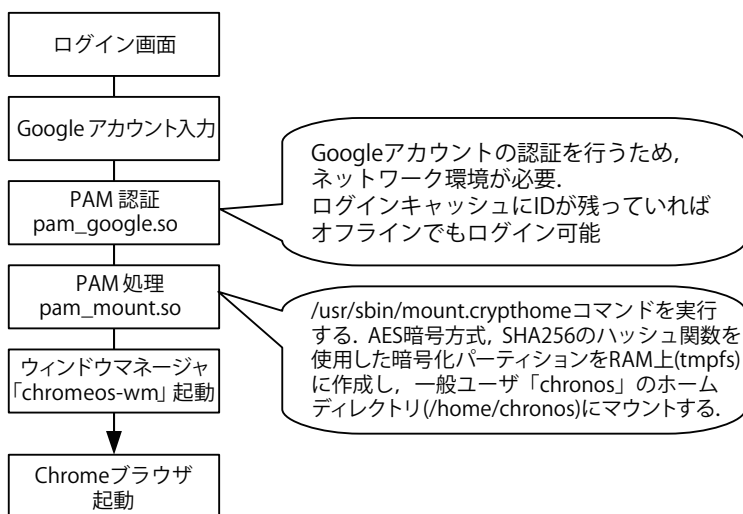 ログイン画面
Google アカウント入力
PAM 認証
pam_google.so
Googleアカウントの認証を行うため,
ネットワーク環境が必要.
ログインキャッシュにIDが残っていれば
オフラインでもログイン可能
PAM 処理
pam_mount.so
/usr/sbin/mount.crypthomeコマンドを実行
する. AES暗号方式, SHA256のハッシュ関数を
使用した暗号化パーティションをRAM上(tmpfs)
に作成し, 一般ユーザ「chronos」のホーム
ディレクトリ(/home/chronos)にマウントする.
ウィンドウマネージャ
「chromeos-wm」起動
Chromeブラウザ
起動